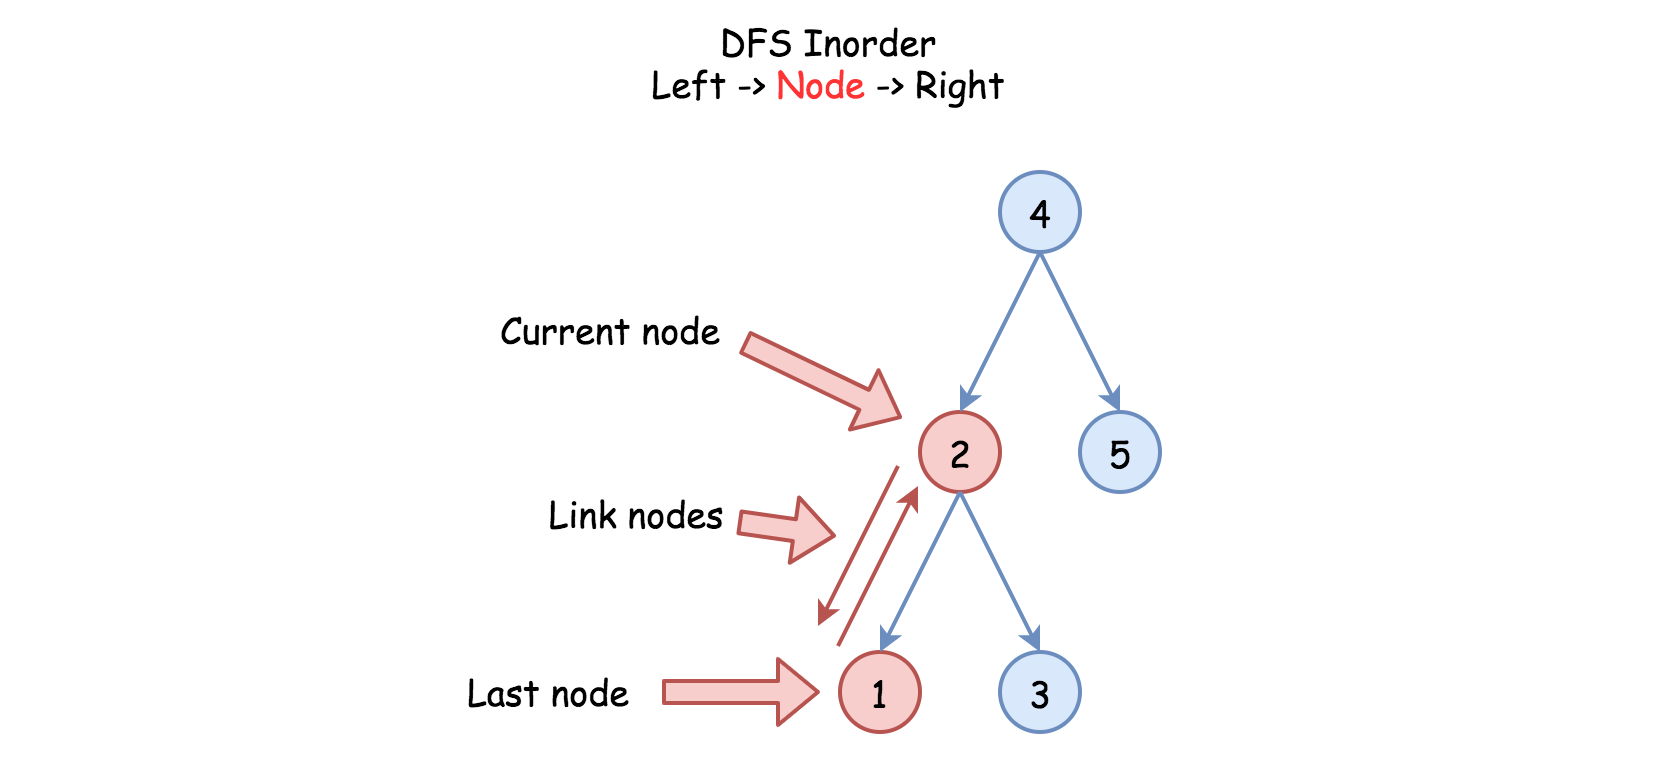 DFS Inorder
Left -> Node -> Right
4
Current node
2
5
Link nodes
Last node
1
3